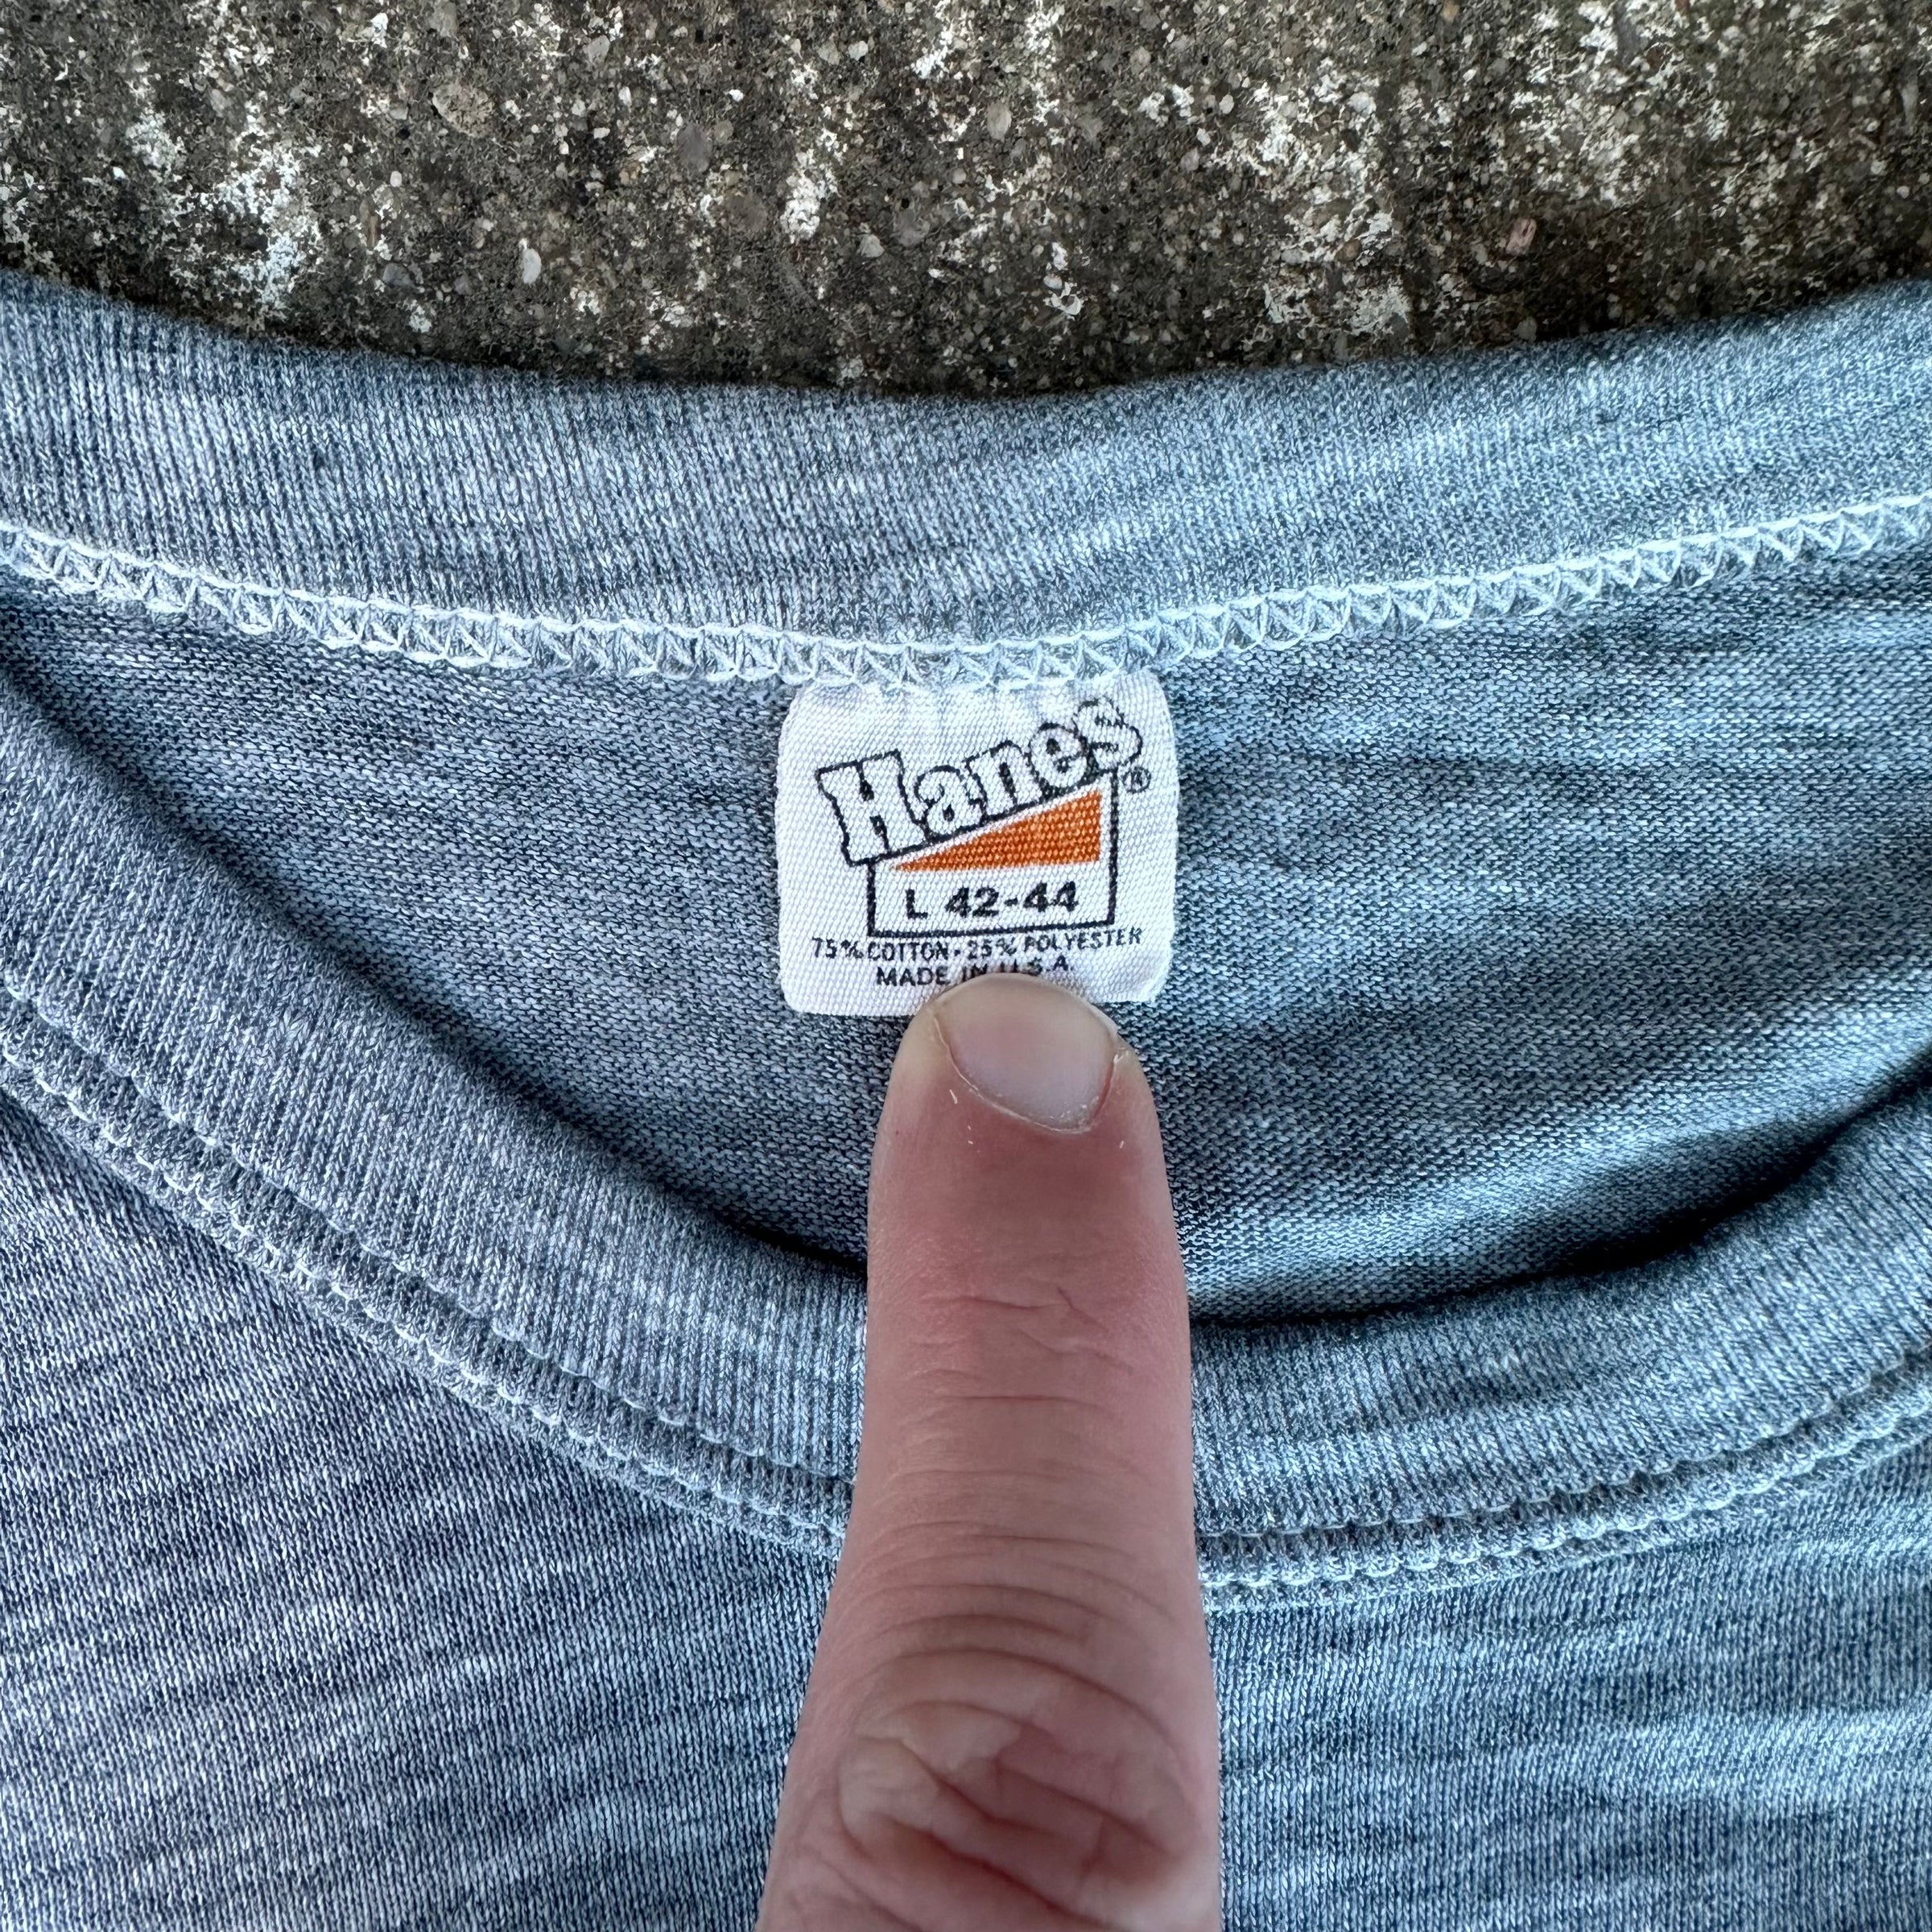 Hanes®
L 42-44
75% COTTON • 25% POLYESTER
MADE IN U.S.A